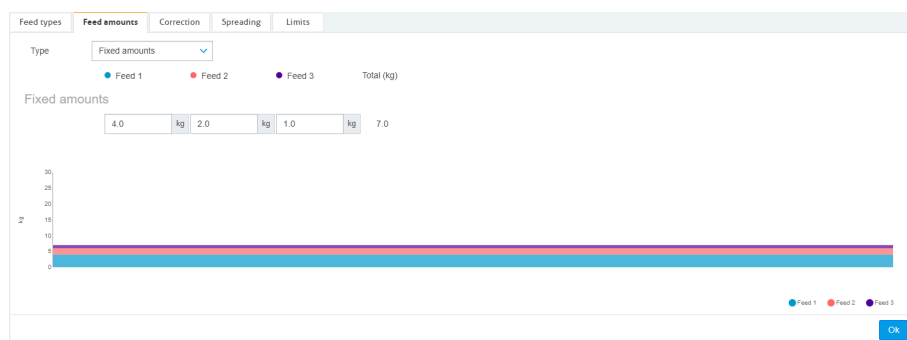 Feed types Feed amounts Correction Spreading Limits
Type Fixed amounts
Feed 1 Feed 2 Feed 3 Total (kg)
Fixed amounts
4.0 kg 2.0 kg 1.0 kg 7.0
30
25
20
15
kg
10
5
0
Feed 1 Feed 2 Feed 3
Ok